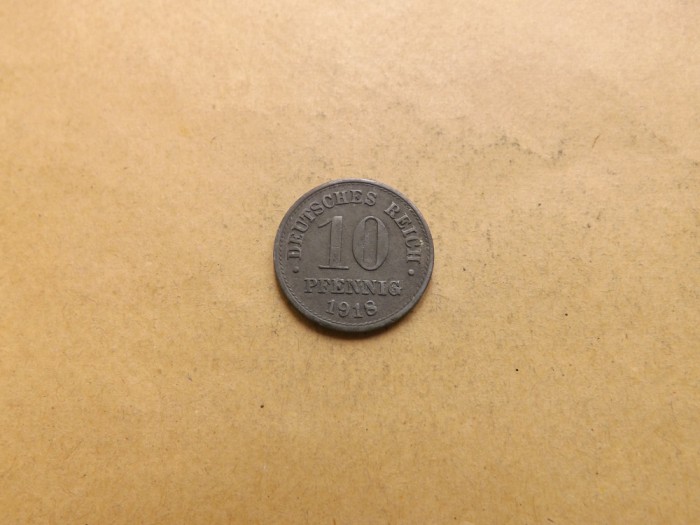 · DEUTSCHES REICH ·
10
PFENNIG
1918